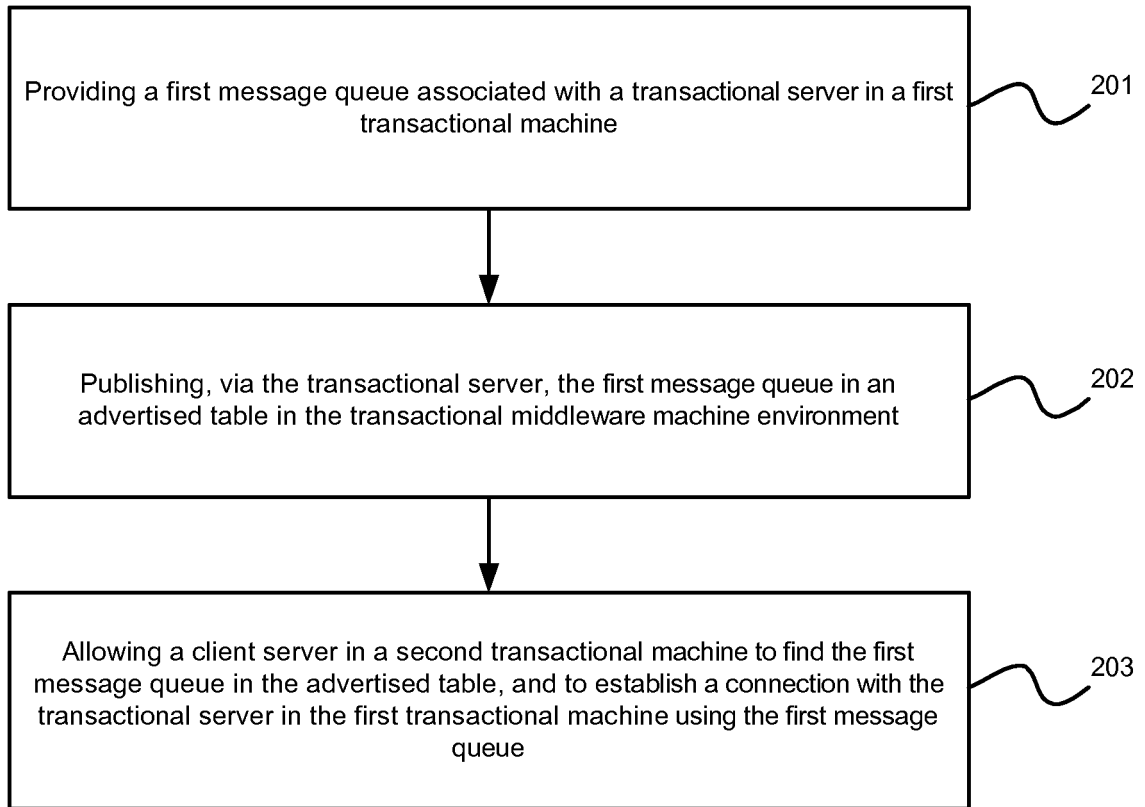 Providing a first message queue associated with a transactional server in a first
transactional machine
201
Publishing, via the transactional server, the first message queue in an
advertised table in the transactional middleware machine environment
202
Allowing a client server in a second transactional machine to find the first
message queue in the advertised table, and to establish a connection with the
transactional server in the first transactional machine using the first message
queue
203